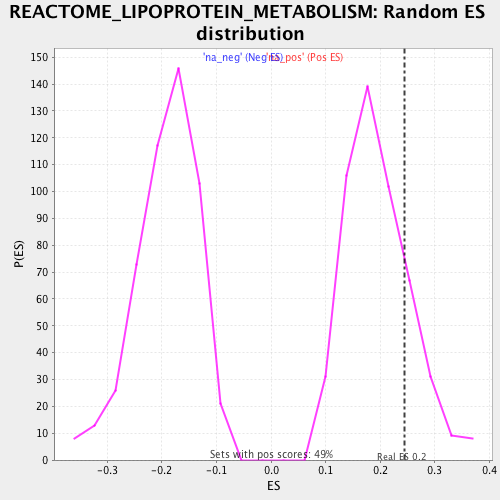 REACTOME_LIPOPROTEIN_METABOLISM: Random ES
distribution
'na_neg' (Neg ES)
'na_pos' (Pos ES)
150
140
130
120
110
100
90
80
70
60
50
40
30
20
10
0
P(ES)
Sets with pos scores: 49%
Real ES 0.2
-0.3 -0.2 -0.1 0.0 0.1 0.2 0.3 0.4
ES